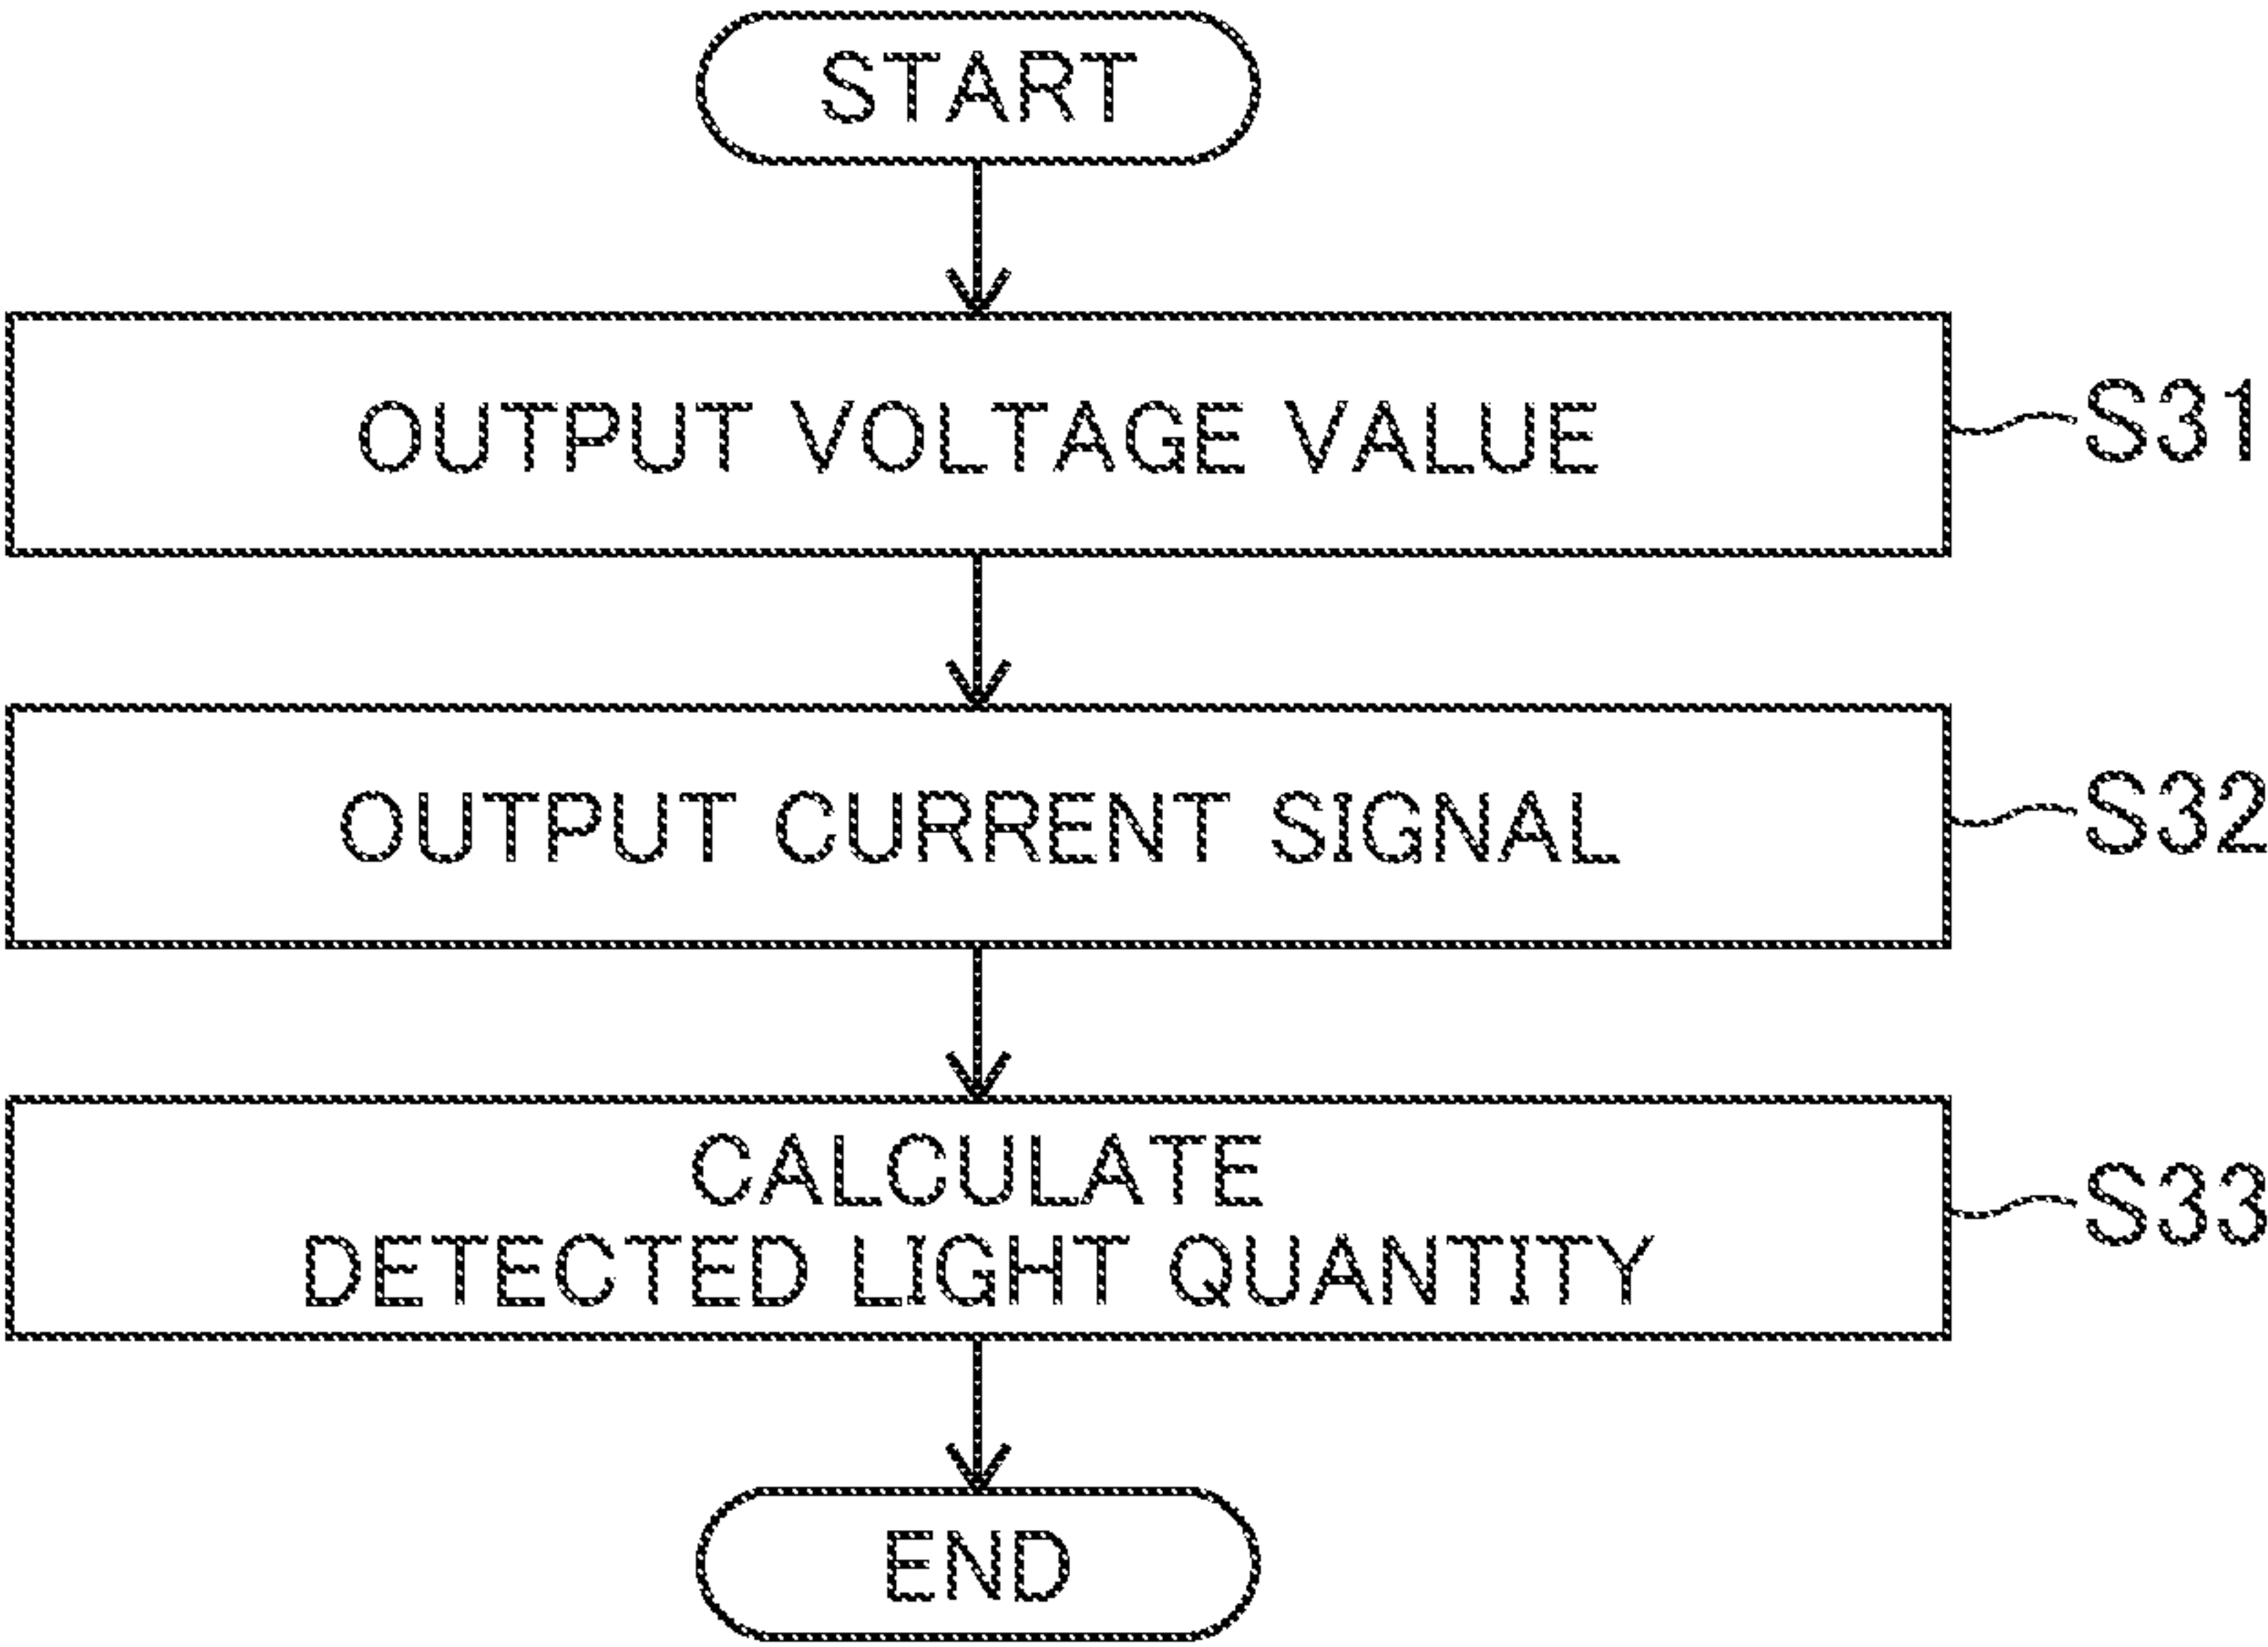 START
OUTPUT VOLTAGE VALUE
S31
OUTPUT CURRENT SIGNAL
S32
CALCULATE
DETECTED LIGHT QUANTITY
S33
END